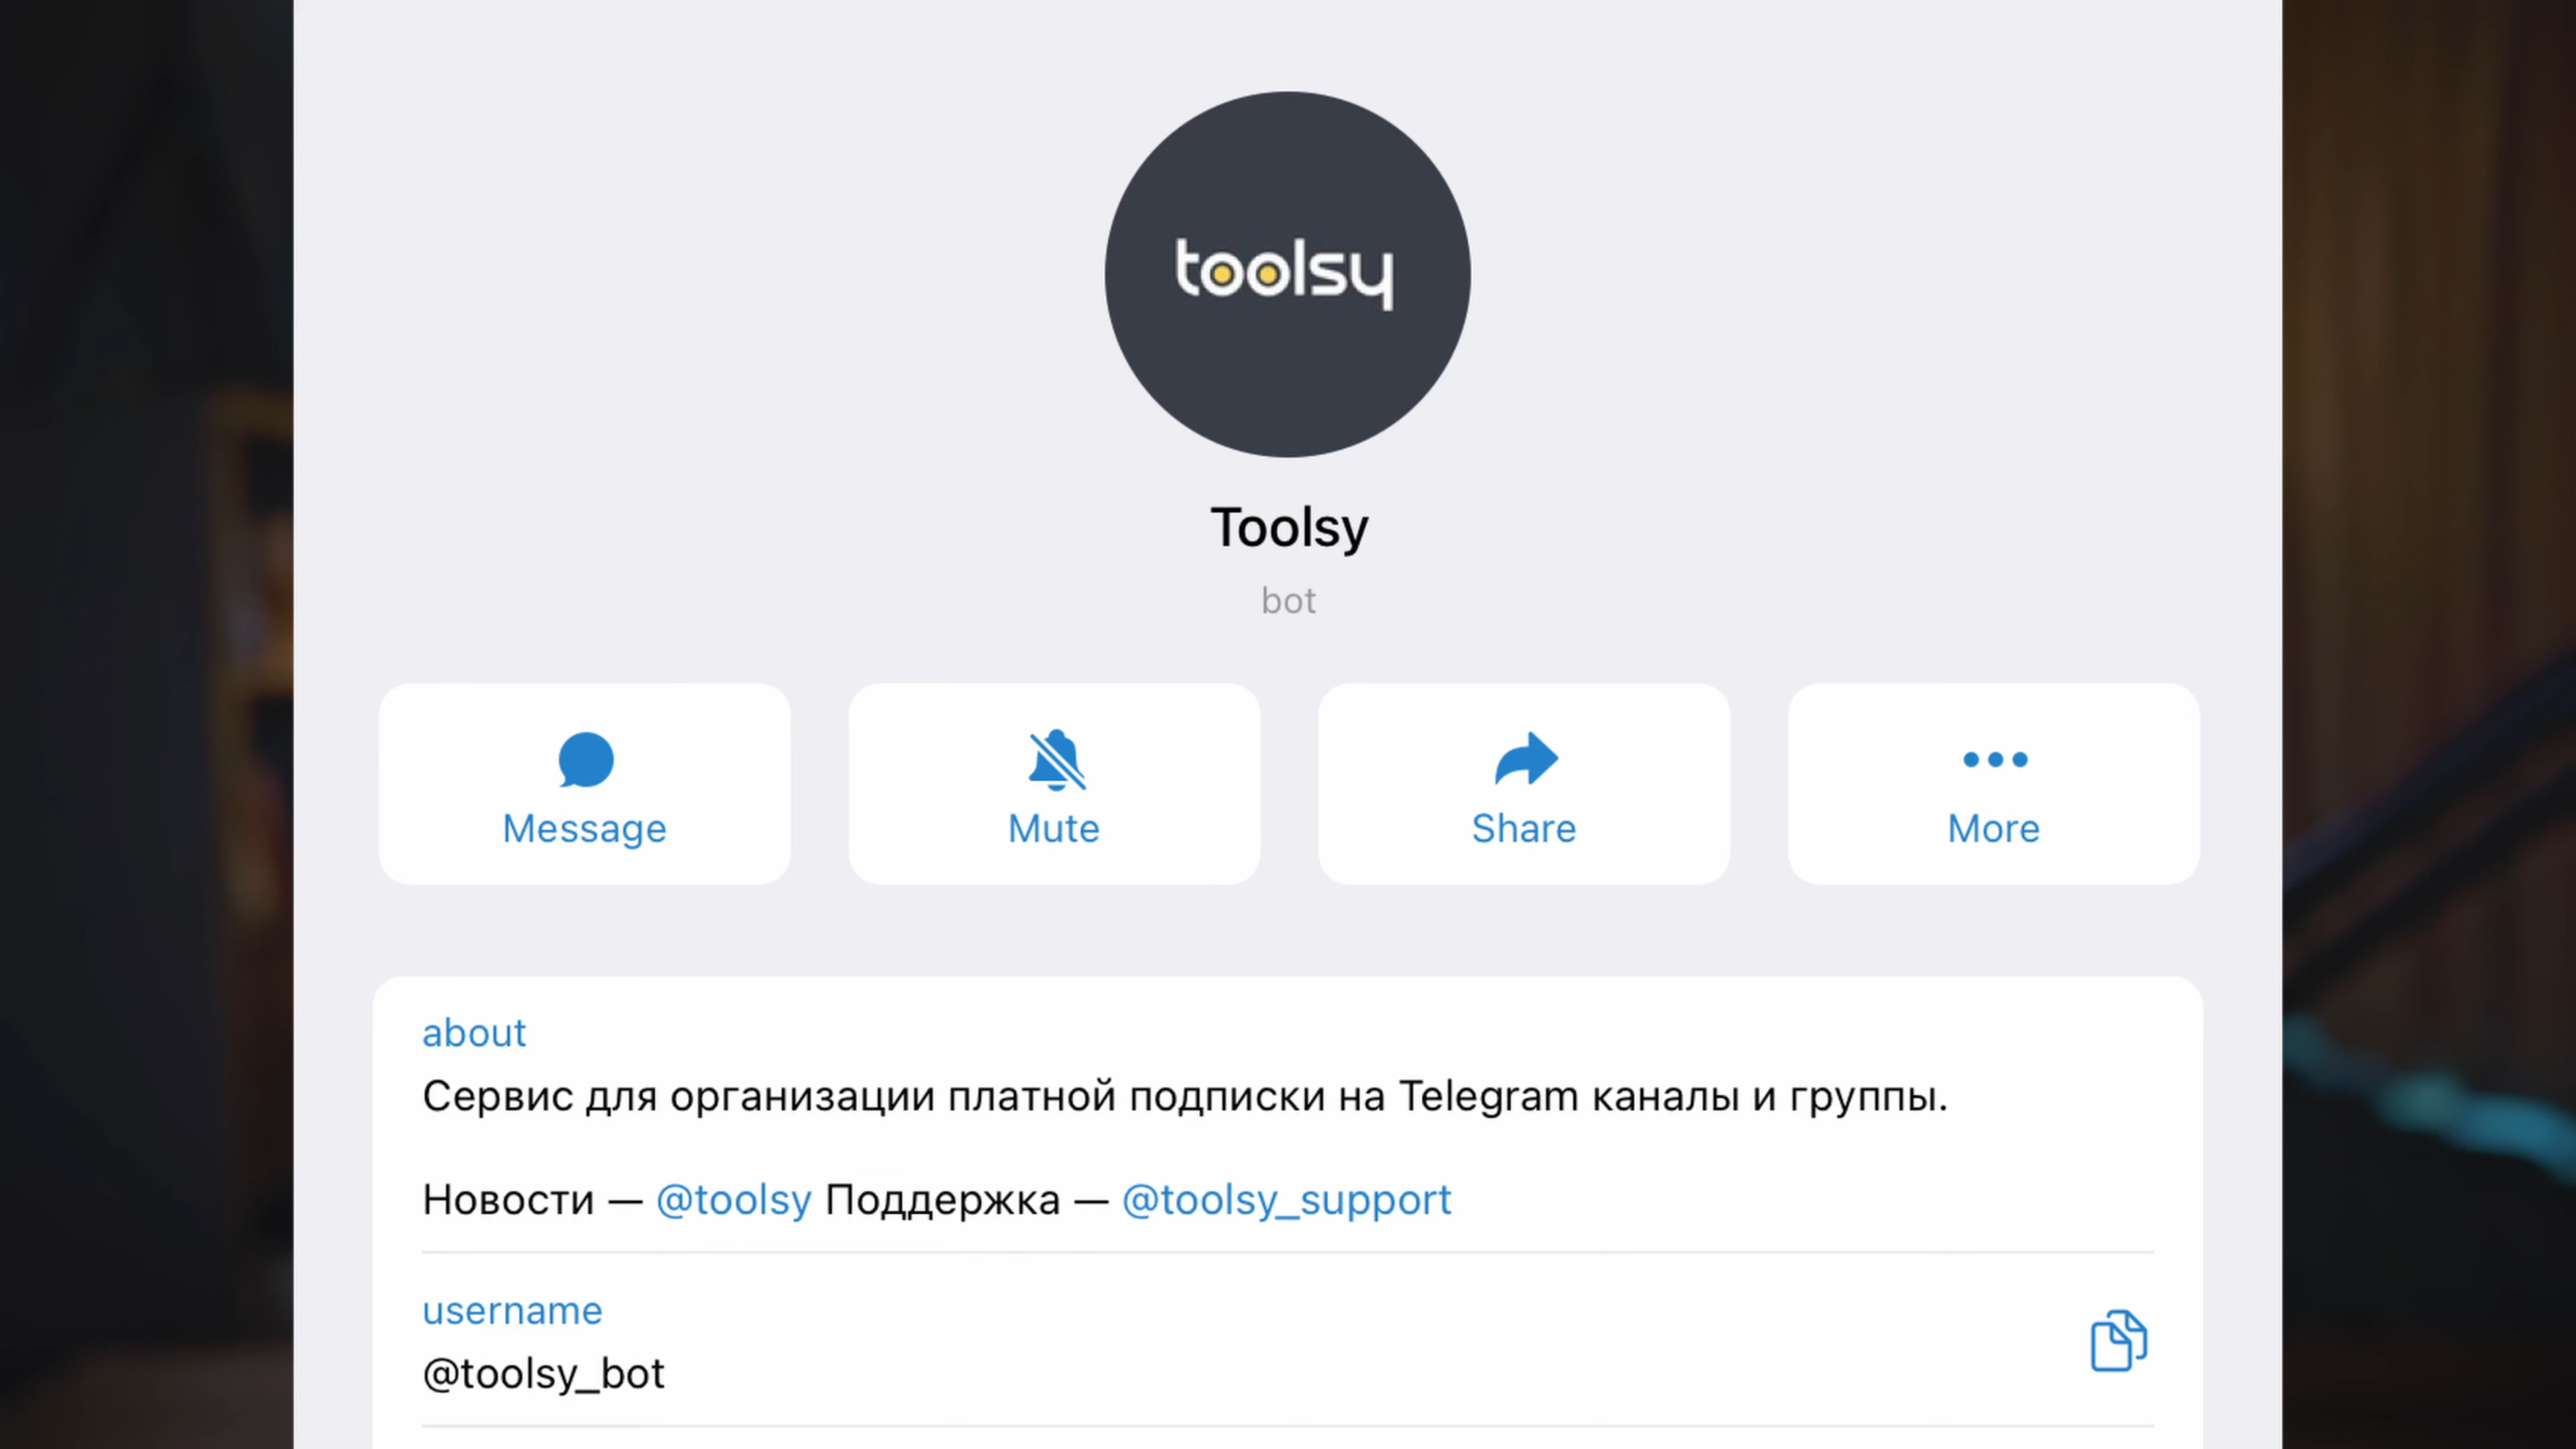 toolsy
Toolsy
bot
Message
Mute
Share
More
about
Сервис для организации платной подписки на Telegram каналы и группы.
Новости — @toolsy Поддержка — @toolsy_support
username
@toolsy_bot